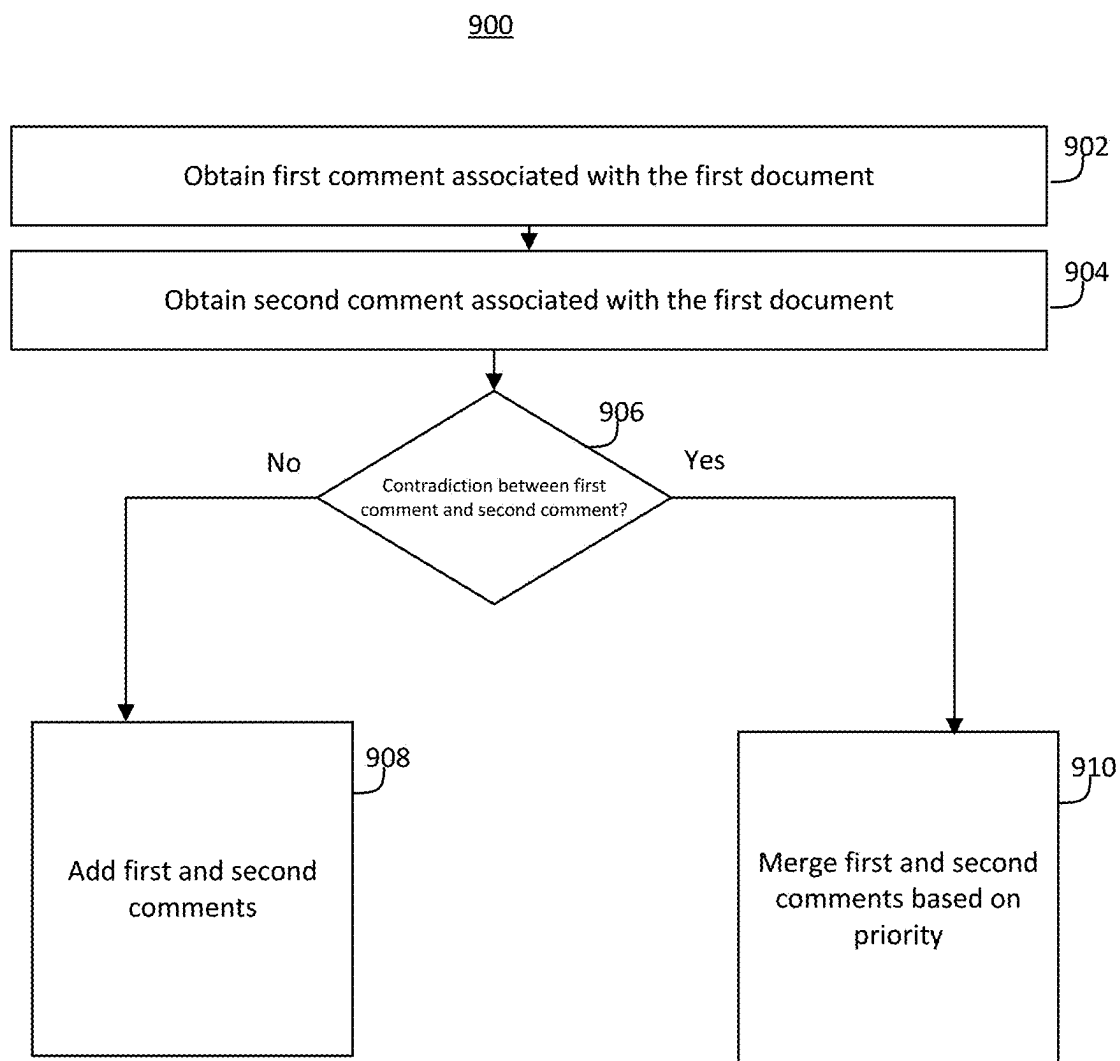 900
Obtain first comment associated with the first document
902
Obtain second comment associated with the first document
904
906
No
Yes
Contradiction between first
comment and second comment?
908
910
Add first and second
comments
Merge first and second
comments based on
priority